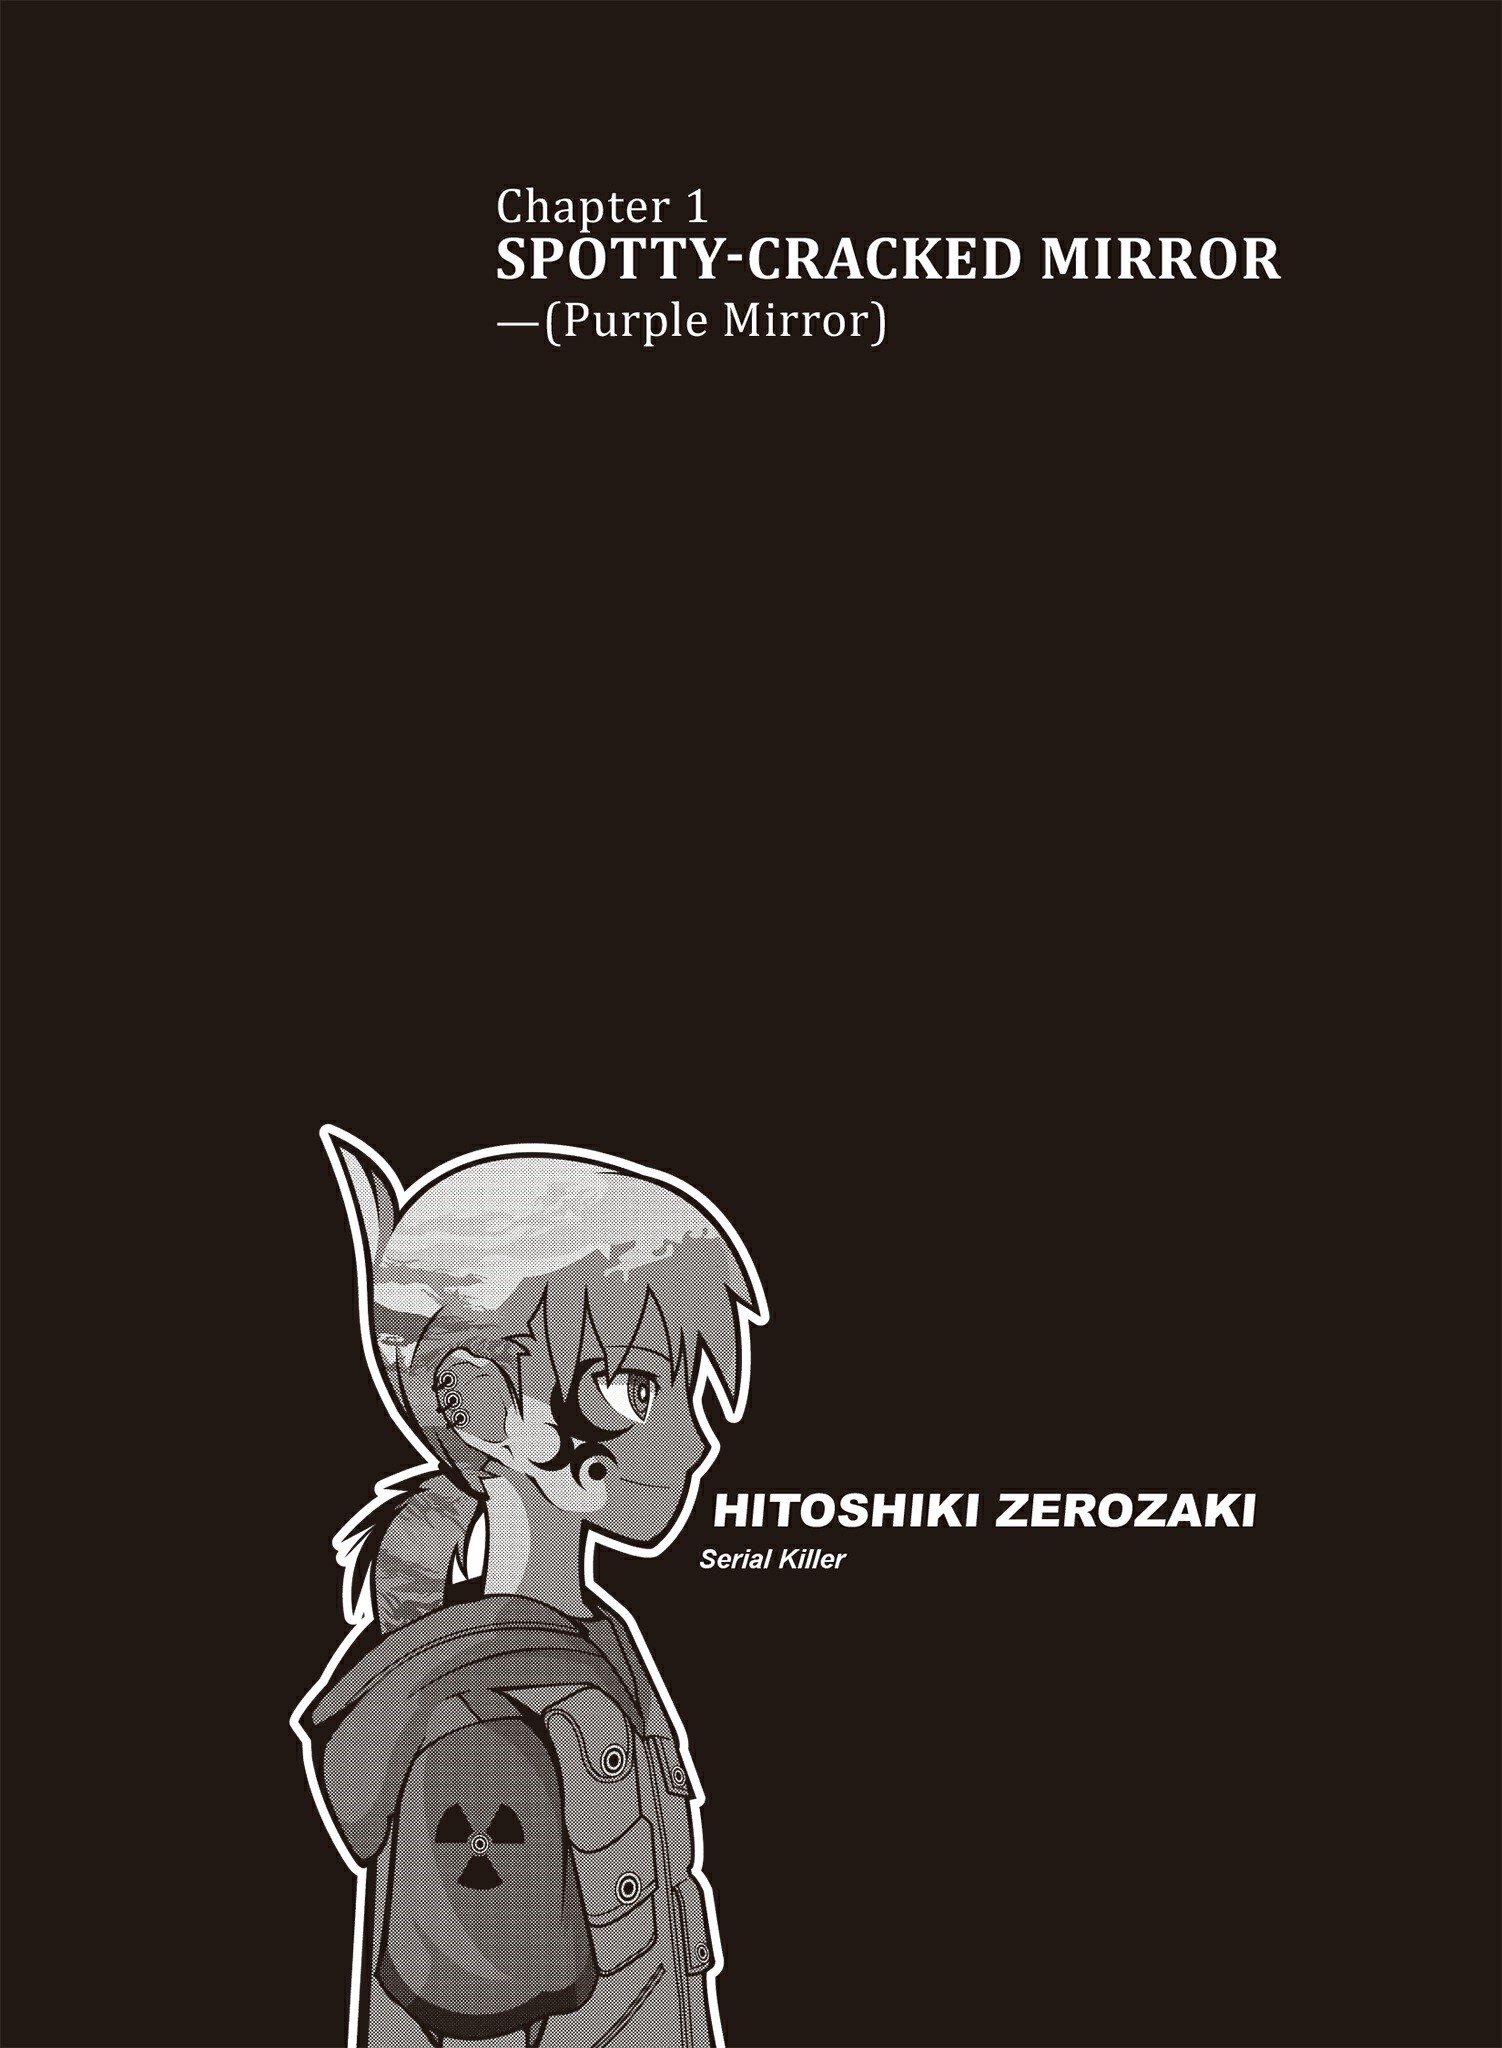 Chapter 1
SPOTTY-CRACKED MIRROR
—(Purple Mirror)
HITOSHIKI ZEROZAKI
Serial Killer